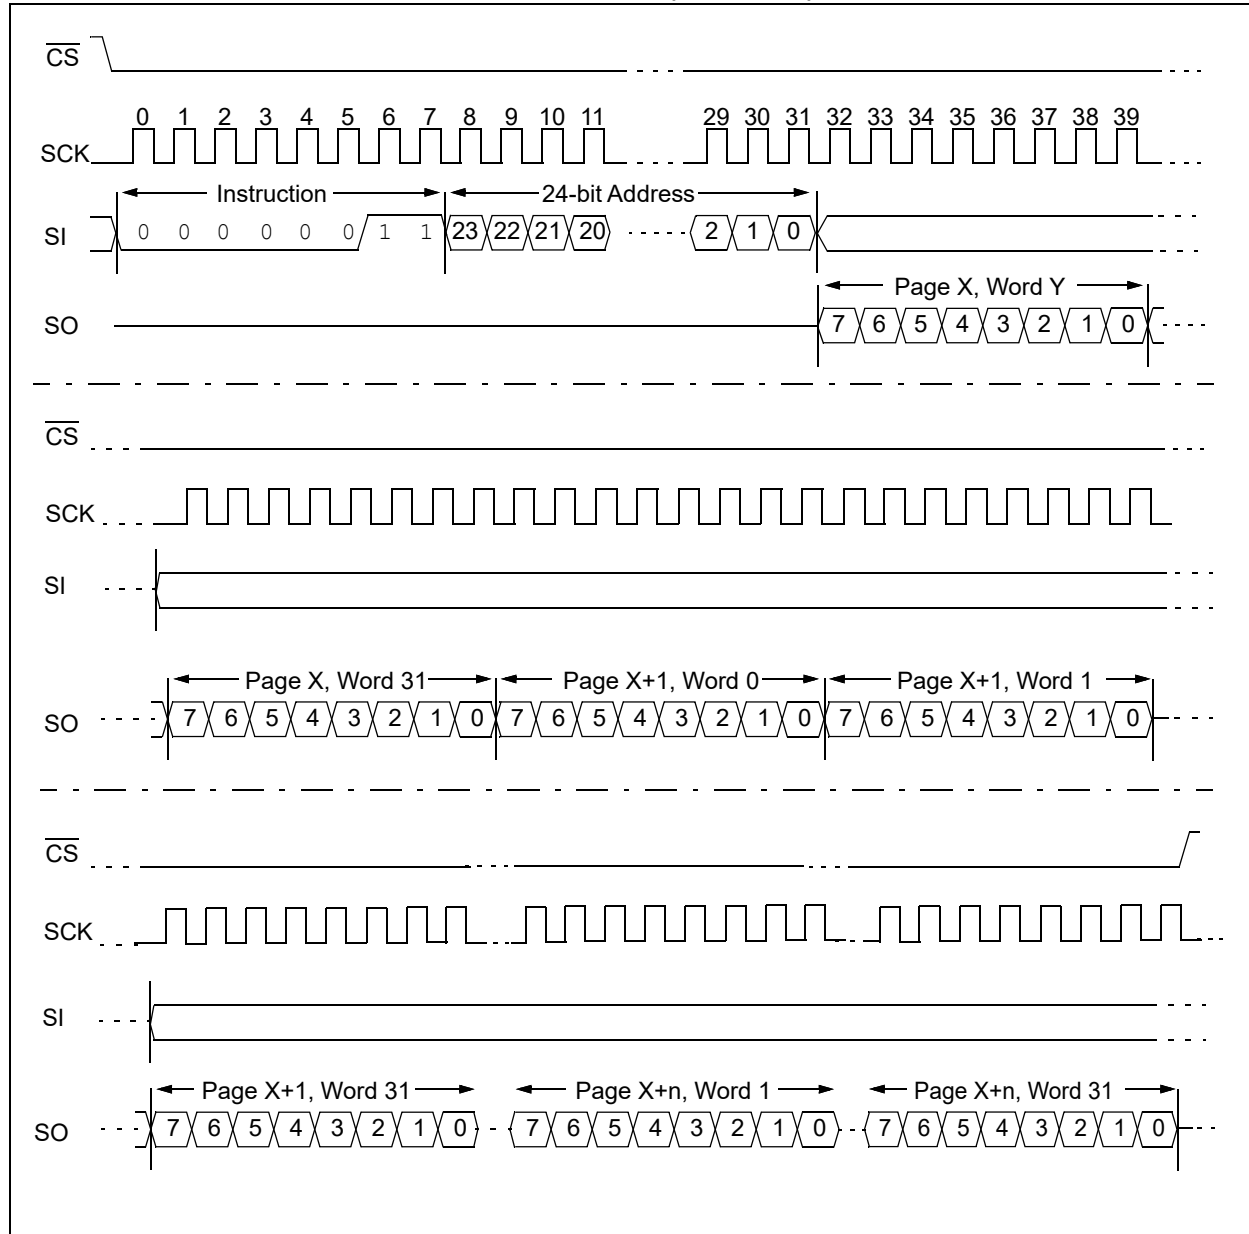 CS
0 1 2 3 4 5 6 7 8 9 10 11 29 30 31 32 33 34 35 36 37 38 39
SCK
Instruction 24-bit Address
SI 0 0 0 0 0 0 1 1 23 22 21 20 2 1 0
Page X, Word Y
SO 7 6 5 4 3 2 1 0
CS
SCK
SI
Page X, Word 31 Page X+1, Word 0 Page X+1, Word 1
SO 7 6 5 4 3 2 1 0 7 6 5 4 3 2 1 0 7 6 5 4 3 2 1 0
CS
SCK
SI
Page X+1, Word 31 Page X+n, Word 1 Page X+n, Word 31
SO 7 6 5 4 3 2 1 0 7 6 5 4 3 2 1 0 7 6 5 4 3 2 1 0